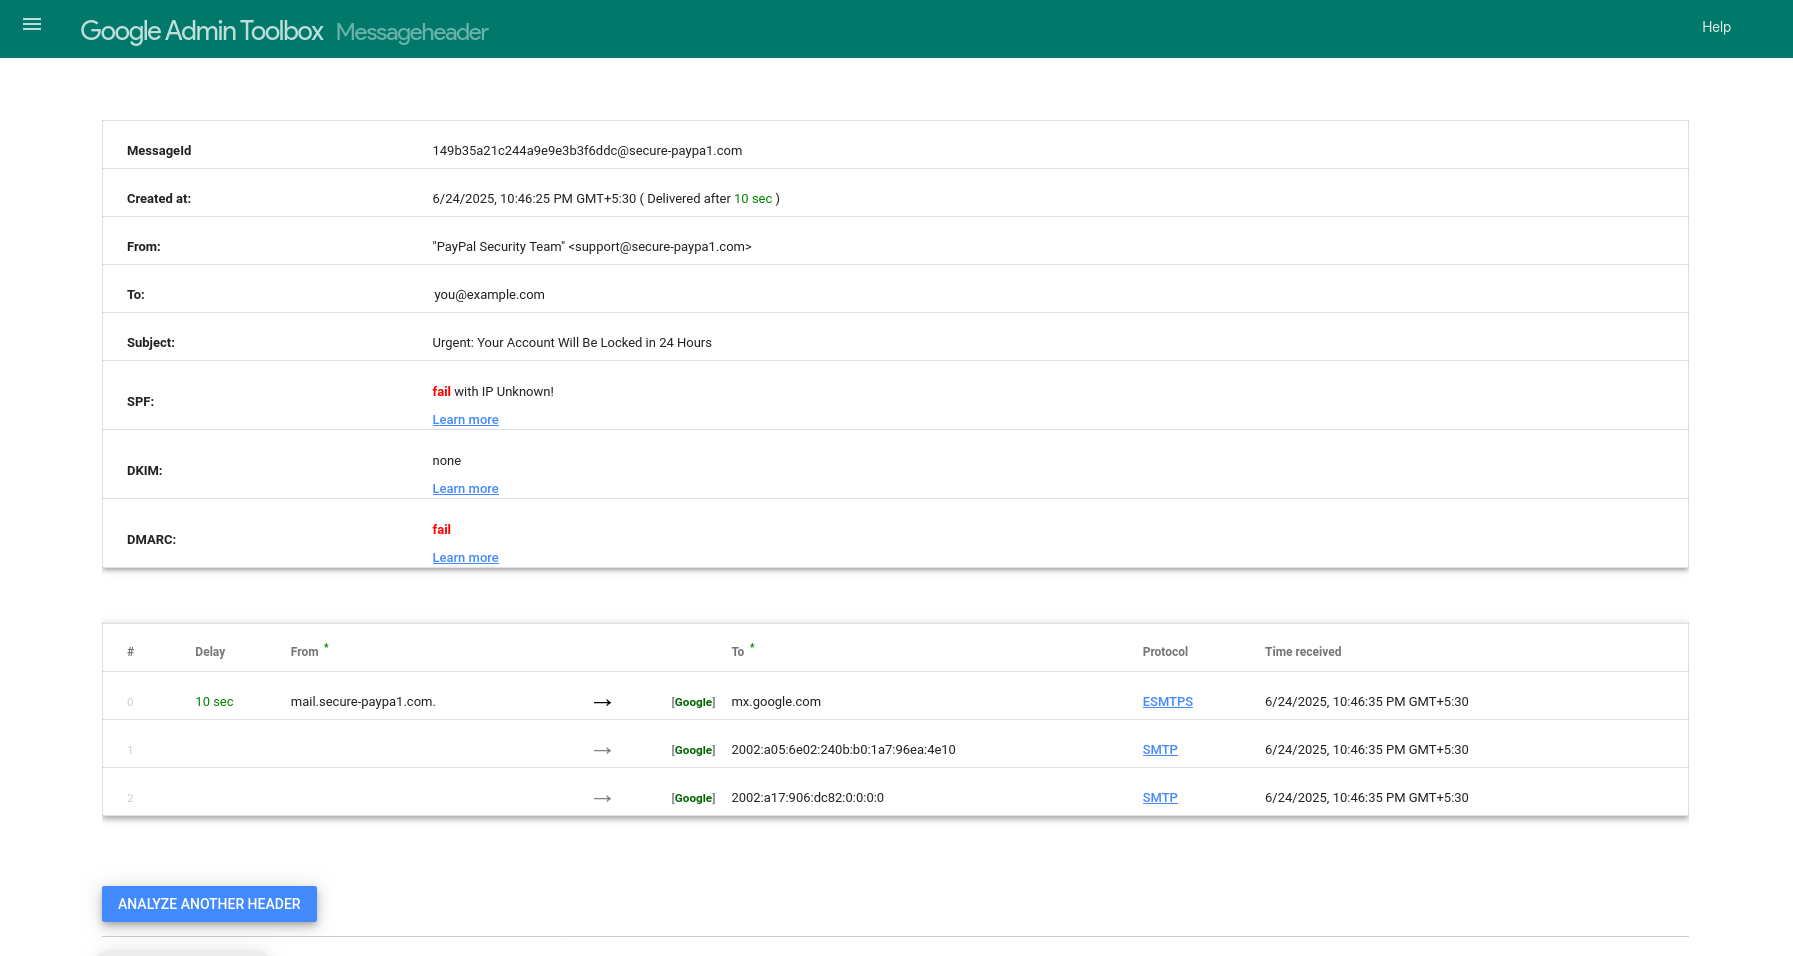 Google Admin Toolbox Messageheader Help
MessageId 149b35a21c244a9e9e3b3f6ddc@secure-paypa1.com
Created at: 6/24/2025, 10:46:25 PM GMT+5:30 ( Delivered after 10 sec )
From: "PayPal Security Team" <support@secure-paypa1.com>
To: you@example.com
Subject: Urgent: Your Account Will Be Locked in 24 Hours
SPF: fail with IP Unknown!
Learn more
DKIM: none
Learn more
DMARC: fail
Learn more
# Delay From * To * Protocol Time received
0 10 sec mail.secure-paypa1.com. → [Google] mx.google.com ESMTPS 6/24/2025, 10:46:35 PM GMT+5:30
1 → [Google] 2002:a05:6e02:240b:b0:1a7:96ea:4e10 SMTP 6/24/2025, 10:46:35 PM GMT+5:30
2 → [Google] 2002:a17:906:dc82:0:0:0:0 SMTP 6/24/2025, 10:46:35 PM GMT+5:30
ANALYZE ANOTHER HEADER